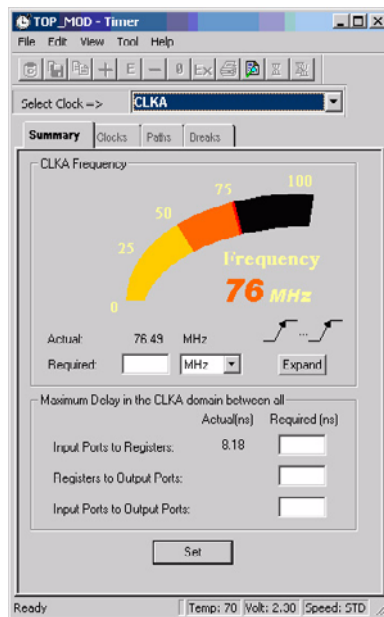 TOP_MOD - Timer
File Edit View Tool Help
E - 0 Ex
Select Clock --> CLKA
Summary Clocks Paths Breaks
CLKA Frequency
0 25 50 75 100
Frequency
76 MHz
Actual: 76.49 MHz
Required: MHz Expand
Maximum Delay in the CLKA domain between all
Actual(ns) Required (ns)
Input Ports to Registers: 8.18
Registers to Output Ports:
Input Ports to Output Ports:
Set
Ready Temp: 70 Volt: 2.30 Speed: STD